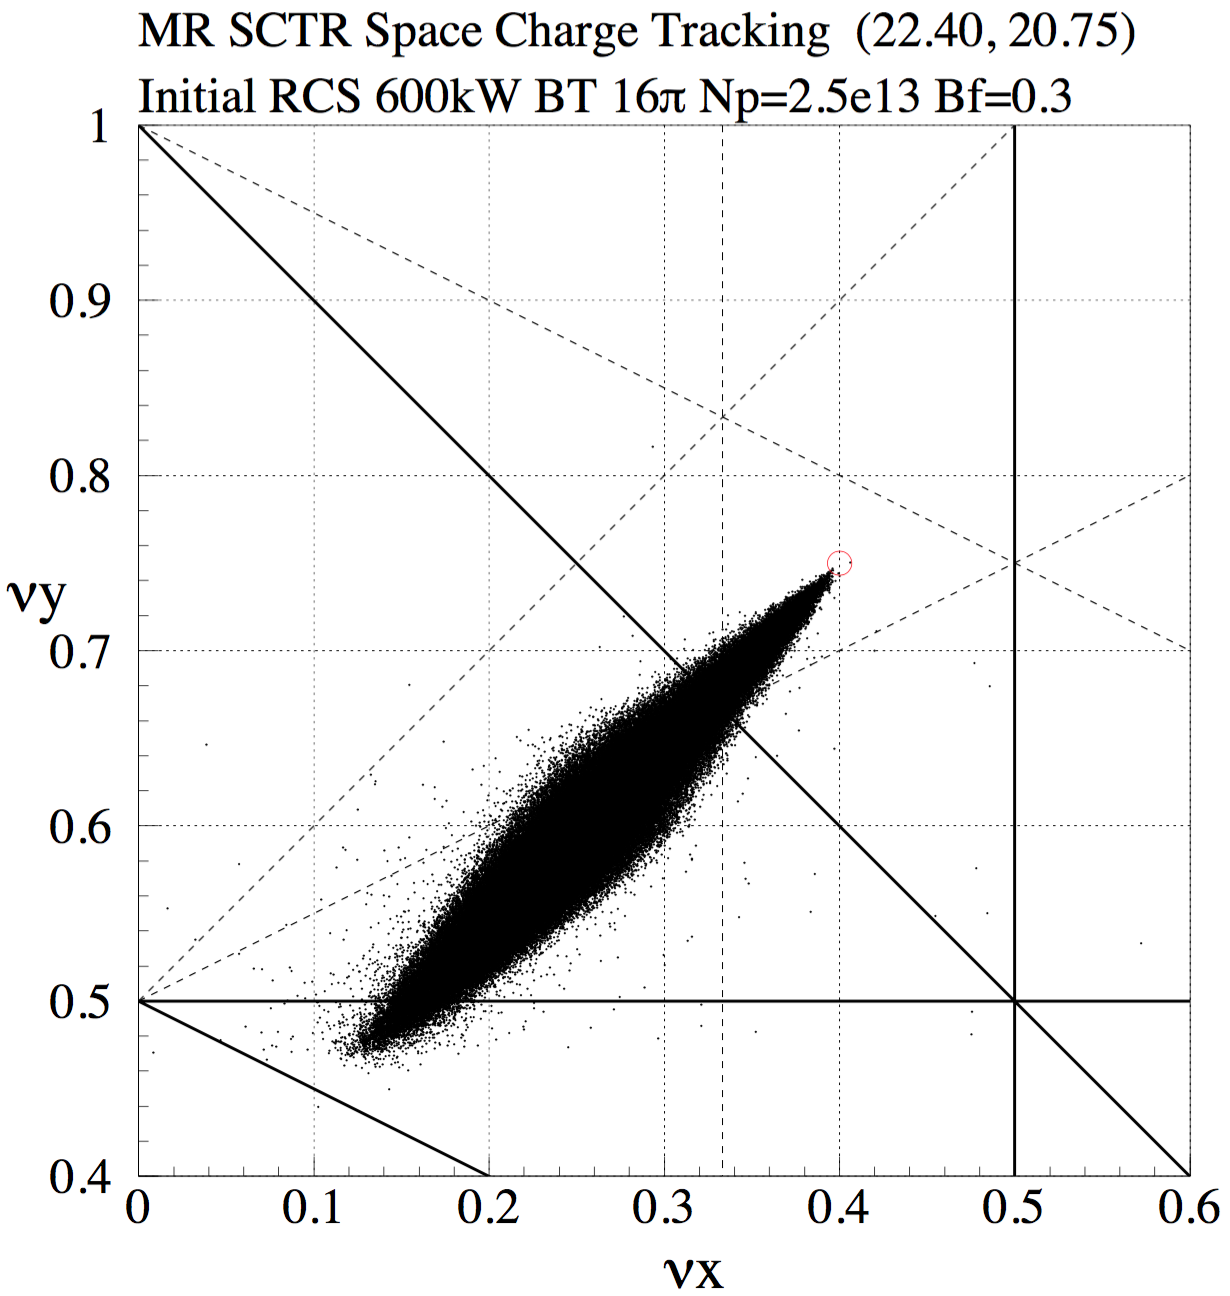 MR SCTR Space Charge Tracking (22.40, 20.75)
Initial RCS 600kW BT 16π Np=2.5e13 Bf=0.3
1
0.9
0.8
νy
0.7
0.6
0.5
0.4
0 0.1 0.2 0.3 0.4 0.5 0.6
νx